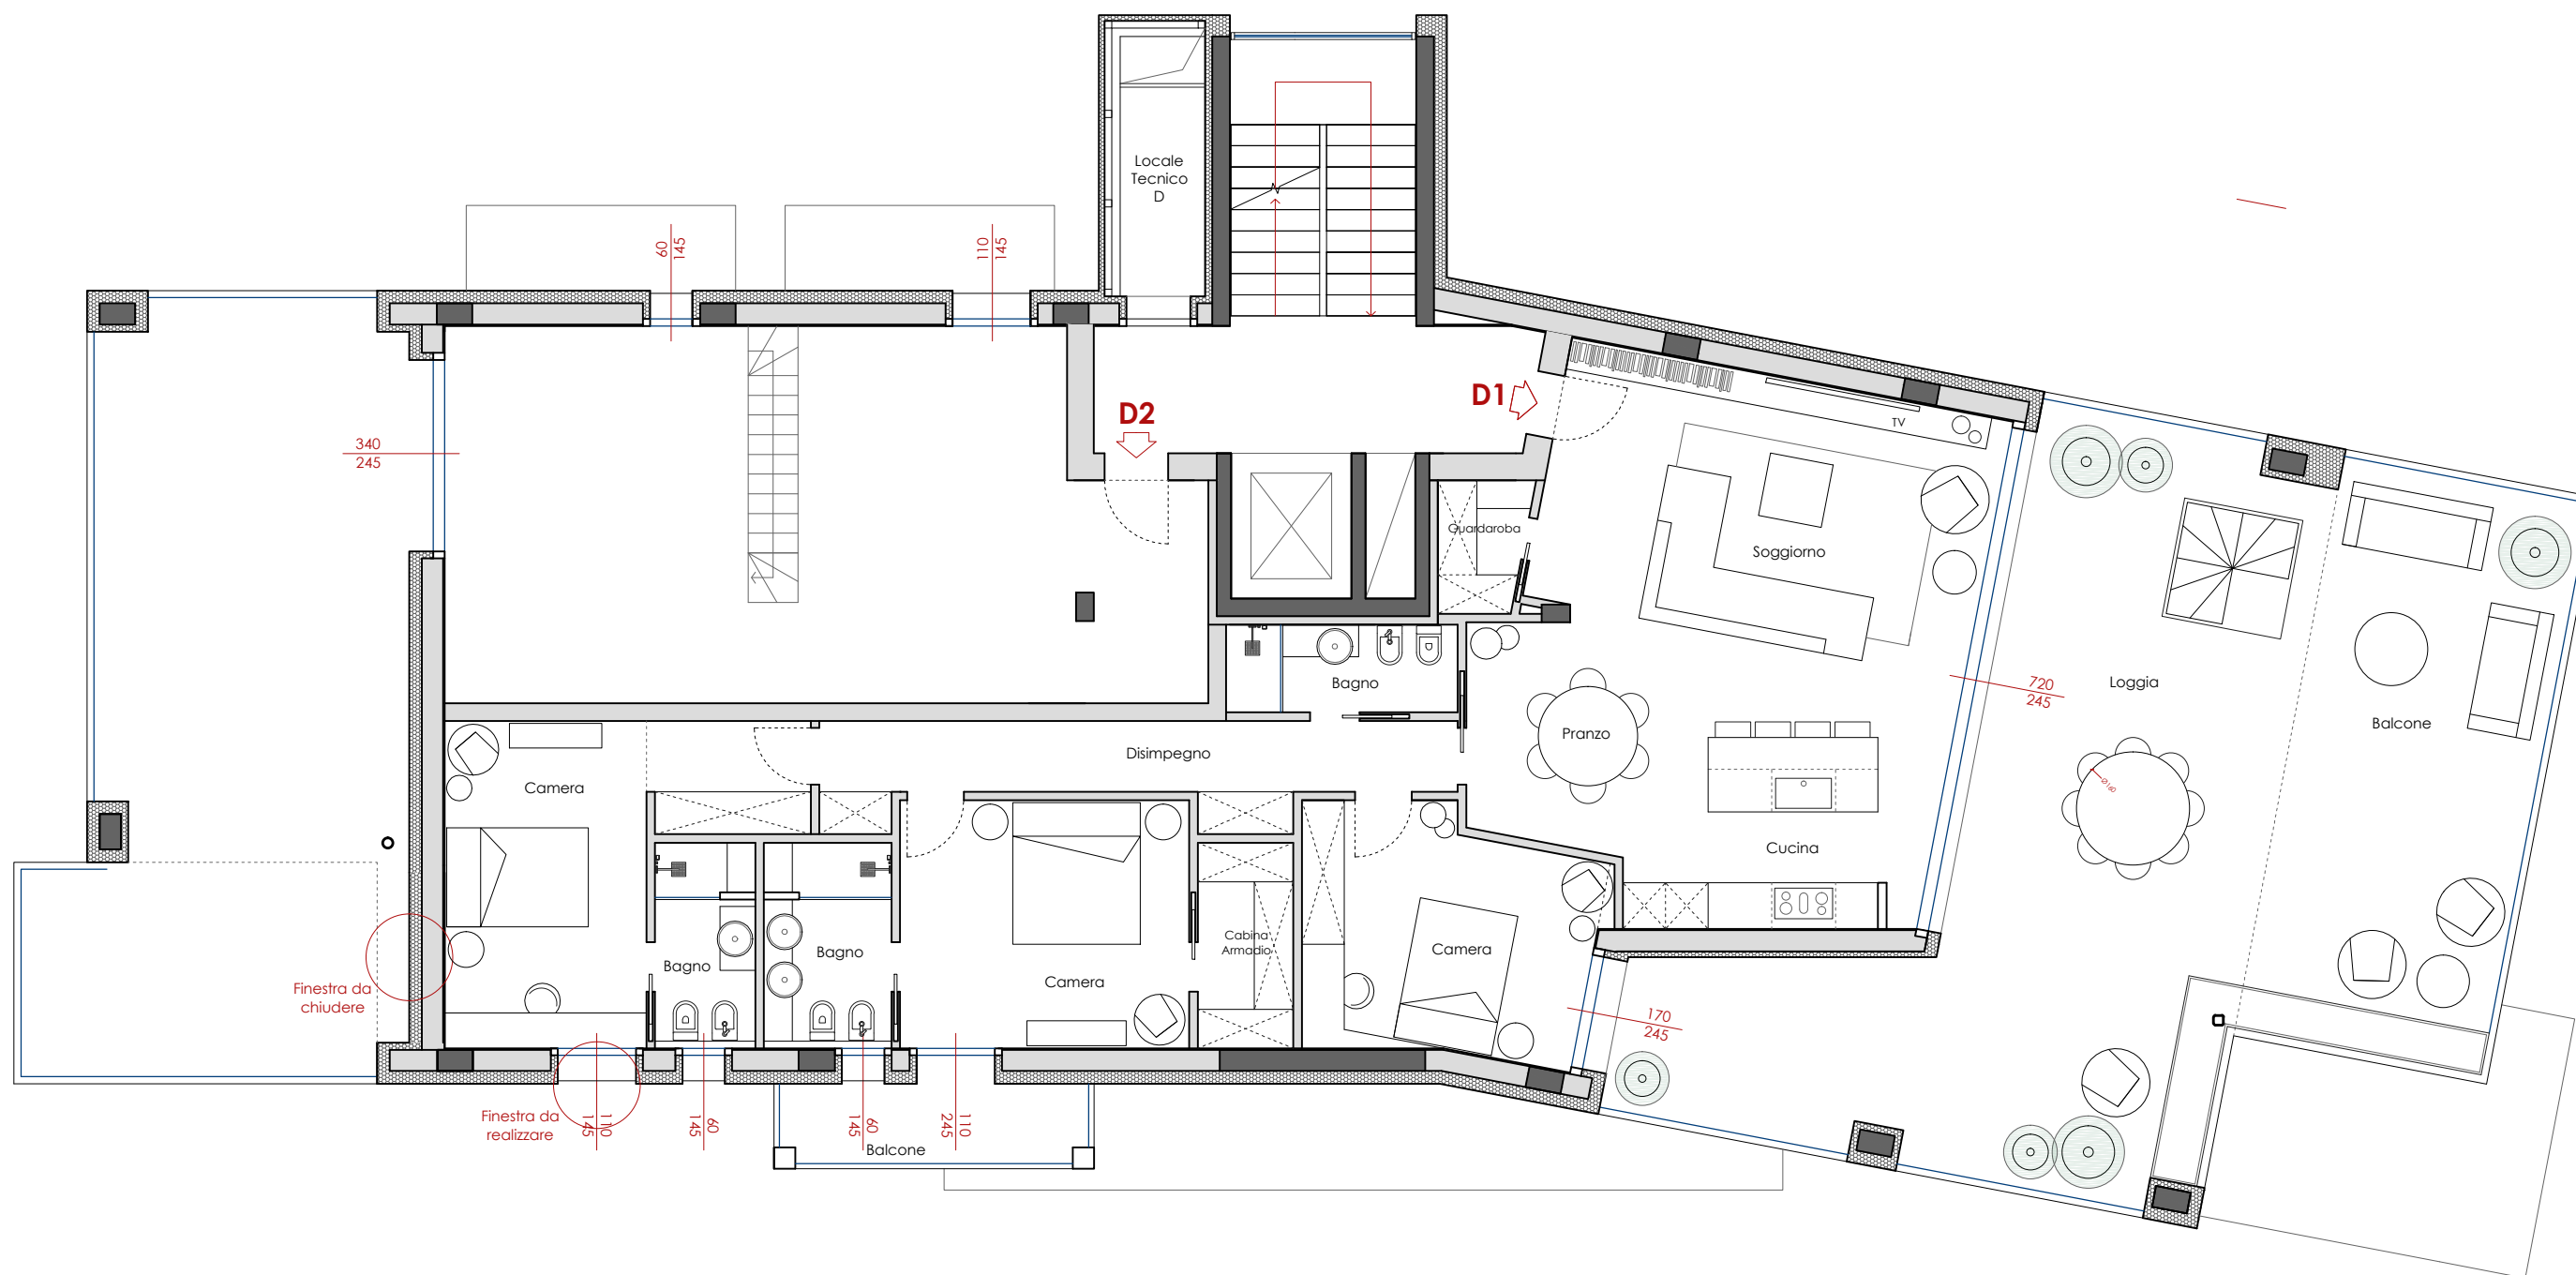 Locale
Tecnico
D
60
145
110
145
D2
D1
TV
340
245
Guardaroba
Soggiorno
Bagno
720
245
Loggia
Balcone
Pranzo
Disimpegno
Camera
Ø160
Cucina
Cabina
Armadio
Camera
Bagno
Bagno
Camera
Finestra da
chiudere
170
245
Finestra da
realizzare
110
145
60
145
60
145
110
245
Balcone